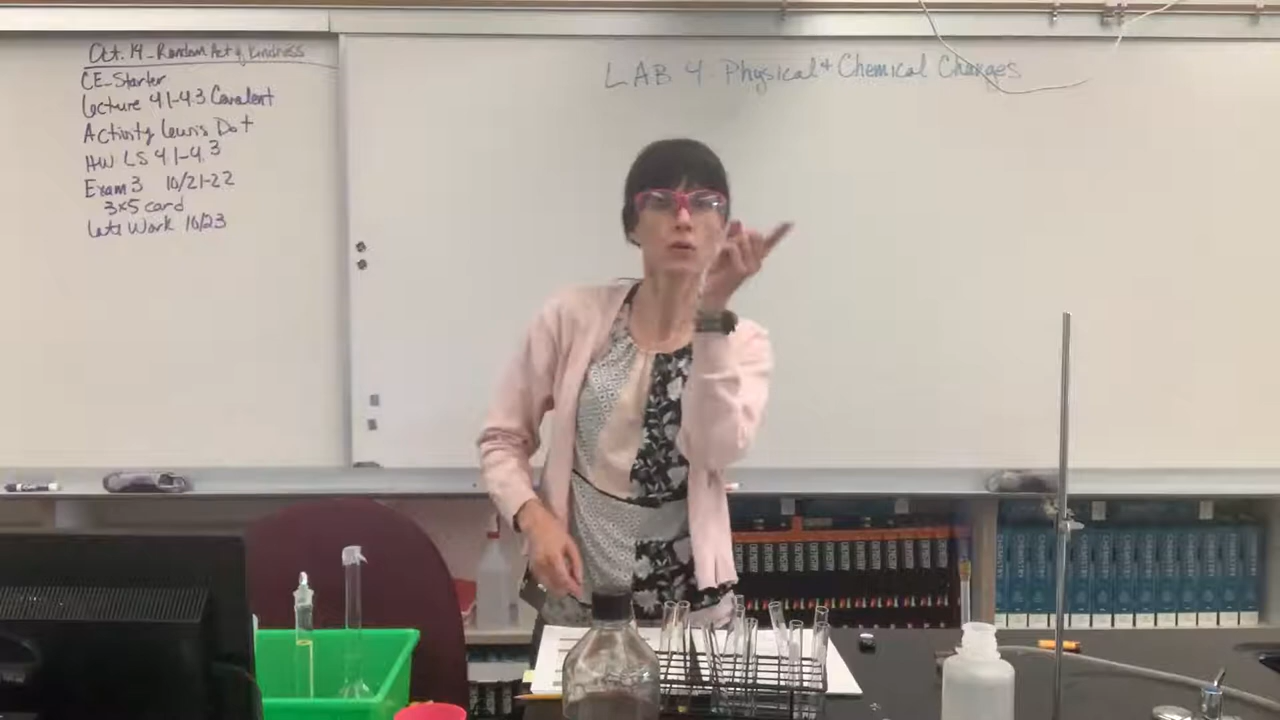 Oct. 14 - Random Act of Kindness
CE-Starter
Lecture 4.1-4.3 Covalent
Activity Lewis Dot
HW LS 4.1-4.3
Exam 3 10/21-22
3x5 card
Late Work 10/23
LAB 4 - Physical + Chemical Changes